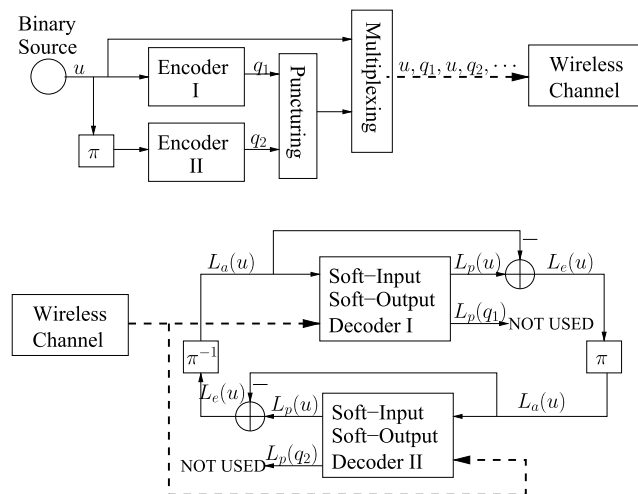 Binary
Source
u
Encoder
I
q₁
π
Encoder
II
q₂
Puncturing
Multiplexing
u, q₁, u, q₂, ···
Wireless
Channel
Lₐ(u)
Soft−Input
Soft−Output
Decoder I
Lₚ(u)
−
Lₑ(u)
Lₚ(q₁)
NOT USED
Wireless
Channel
π⁻¹
π
Lₑ(u)
−
Lₚ(u)
Soft−Input
Soft−Output
Decoder II
Lₐ(u)
NOT USED
Lₚ(q₂)